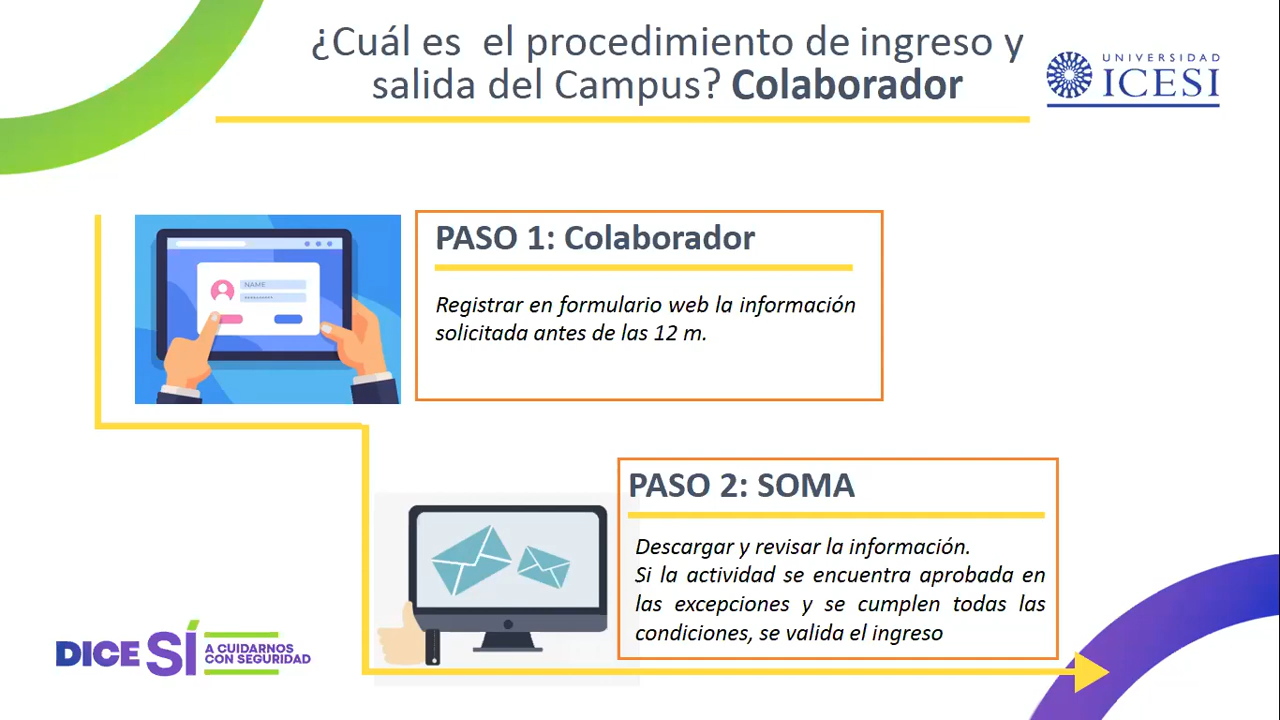 ¿Cuál es  el procedimiento de ingreso y
salida del Campus? Colaborador
UNIVERSIDAD
ICESI
PASO 1: Colaborador
NAME
Registrar en formulario web la información
solicitada antes de las 12 m.
PASO 2: SOMA
Descargar y revisar la información.
Si la actividad se encuentra aprobada en
las excepciones y se cumplen todas las
condiciones, se valida el ingreso
DICE SÍ A CUIDARNOS
CON SEGURIDAD